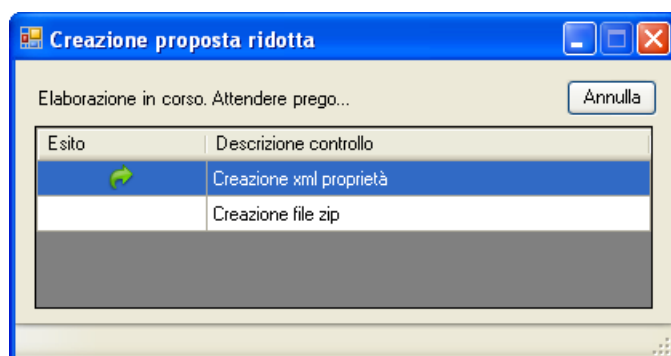 Creazione proposta ridotta
Elaborazione in corso. Attendere prego...
Annulla
Esito Descrizione controllo
Creazione xml proprietà
Creazione file zip